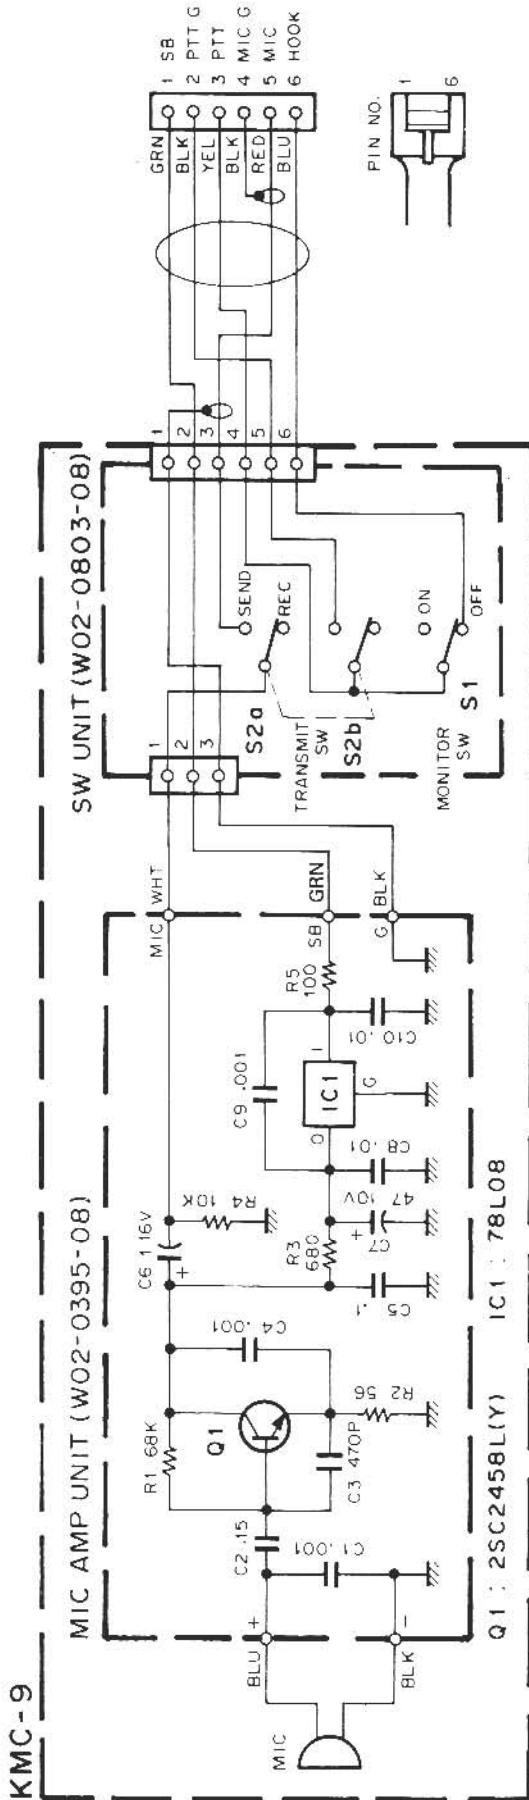 KMC-9
MIC AMP UNIT (W02-0395-08)
SW UNIT (W02-0803-08)
MIC
BLU
+
BLK
-
C2 .15
C1 .001
R1 68K
Q1
C3 470P
C4 .001
R2 56
C6 1 16V
+
R4 10K
R3
680
C5 .1
C7 47 10V
+
C8 .01
C9 .001
O
IC1
I
G
C10 .01
R5
100
MIC
WHT
SB
GRN
G
BLK
Q1 : 2SC2458L(Y)
IC1 : 78L08
1
2
3
S2a
SEND
REC
TRANSMIT
SW
S2b
MONITOR
SW
S1
ON
OFF
1
2
3
4
5
6
GRN
BLK
YEL
BLK
RED
BLU
1 SB
2 PTT G
3 PTT
4 MIC G
5 MIC
6 HOOK
PIN NO.
1
6